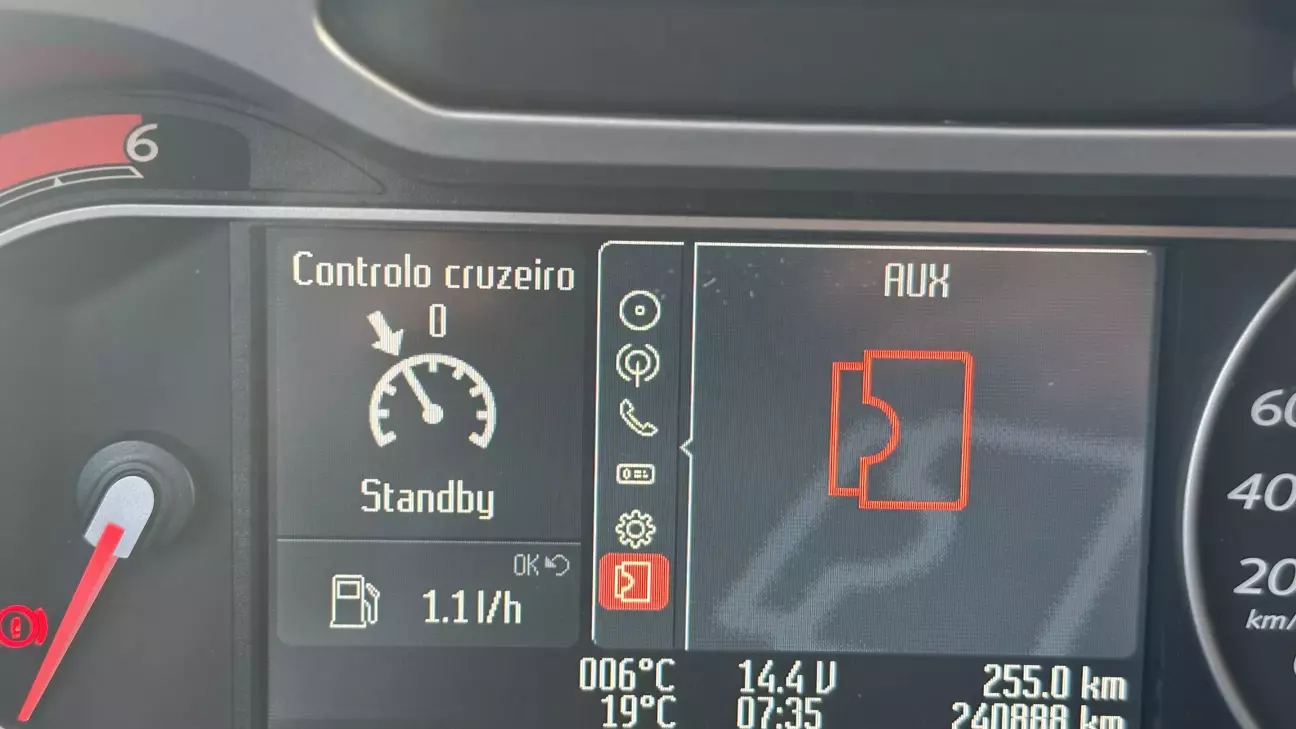 6
Controlo cruzeiro
0
Standby
OK
1.1 l/h
AUX
006°C 14.4 V 255.0 km
19°C 07:35 240888 km
40
20